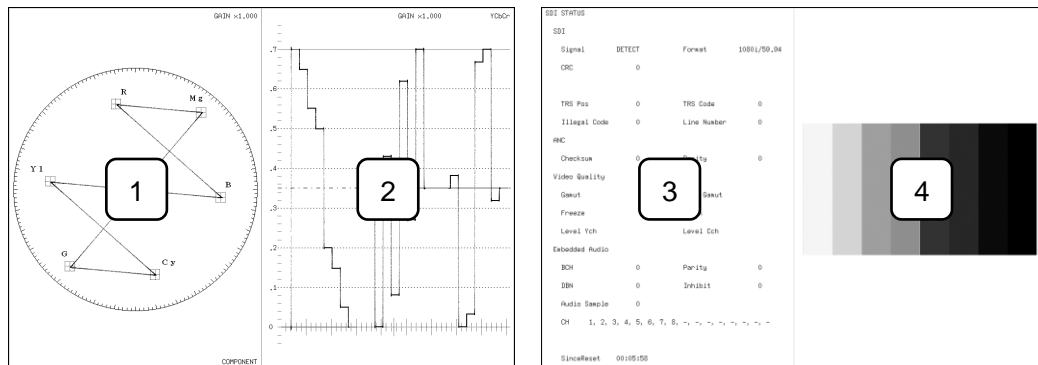 GAIN x1.000
GAIN x1.000 YCbCr
R
Mg
Yl
B
G
Cy
1
COMPONENT
.7
.6
.5
.4
.3
.2
.1
0
2
SDI STATUS
SDI
Signal DETECT Format 1080i/59.94
CRC 0
TRS Pos 0 TRS Code 0
Illegal Code 0 Line Number 0
ANC
Checksum 0 0
Video Quality
Gamut Gamut
Freeze
Level Ych Level Cch
Embedded Audio
BCH 0 Parity 0
DBN 0 Inhibit 0
Audio Sample 0
CH 1, 2, 3, 4, 5, 6, 7, 8, -, -, -, -, -, -, -, -
SinceReset 00:05:58
3
4